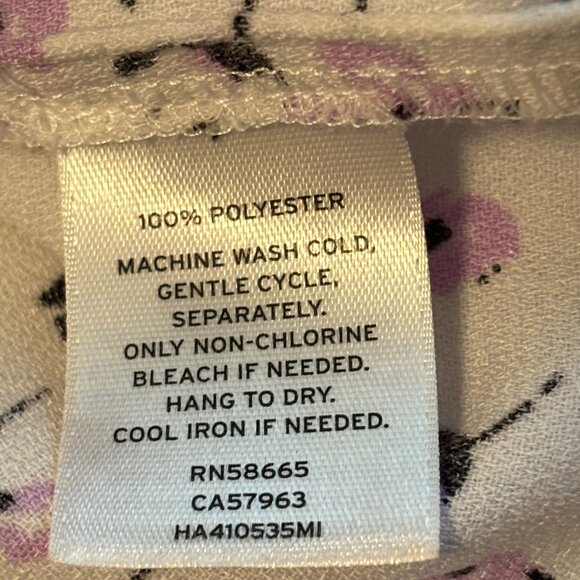 100% POLYESTER
MACHINE WASH COLD,
GENTLE CYCLE,
SEPARATELY.
ONLY NON-CHLORINE
BLEACH IF NEEDED.
HANG TO DRY.
COOL IRON IF NEEDED.
RN58665
CA57963
HA410535MI